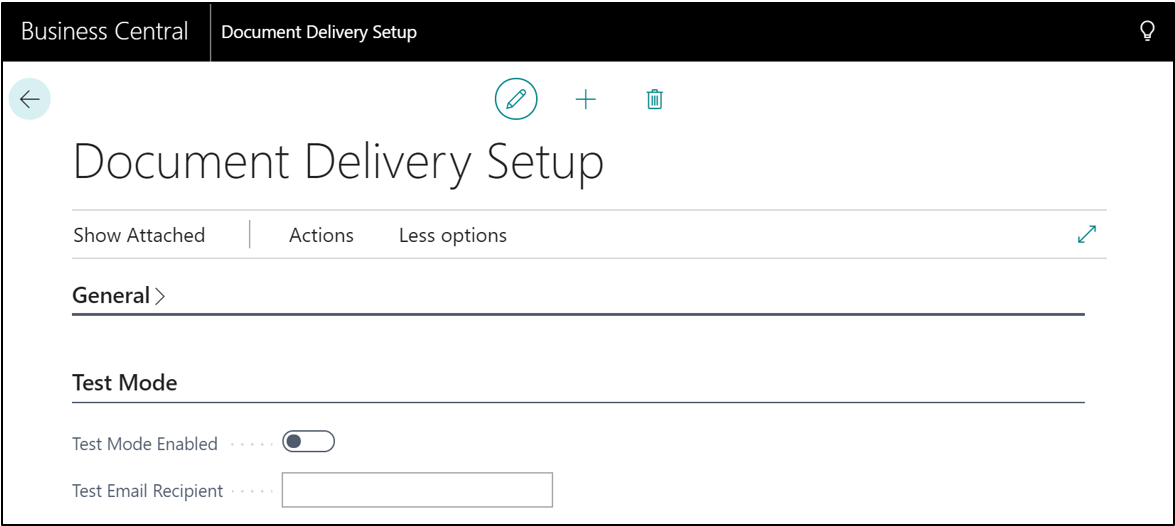 Business Central Document Delivery Setup
Document Delivery Setup
Show Attached Actions Less options
General
Test Mode
Test Mode Enabled
Test Email Recipient